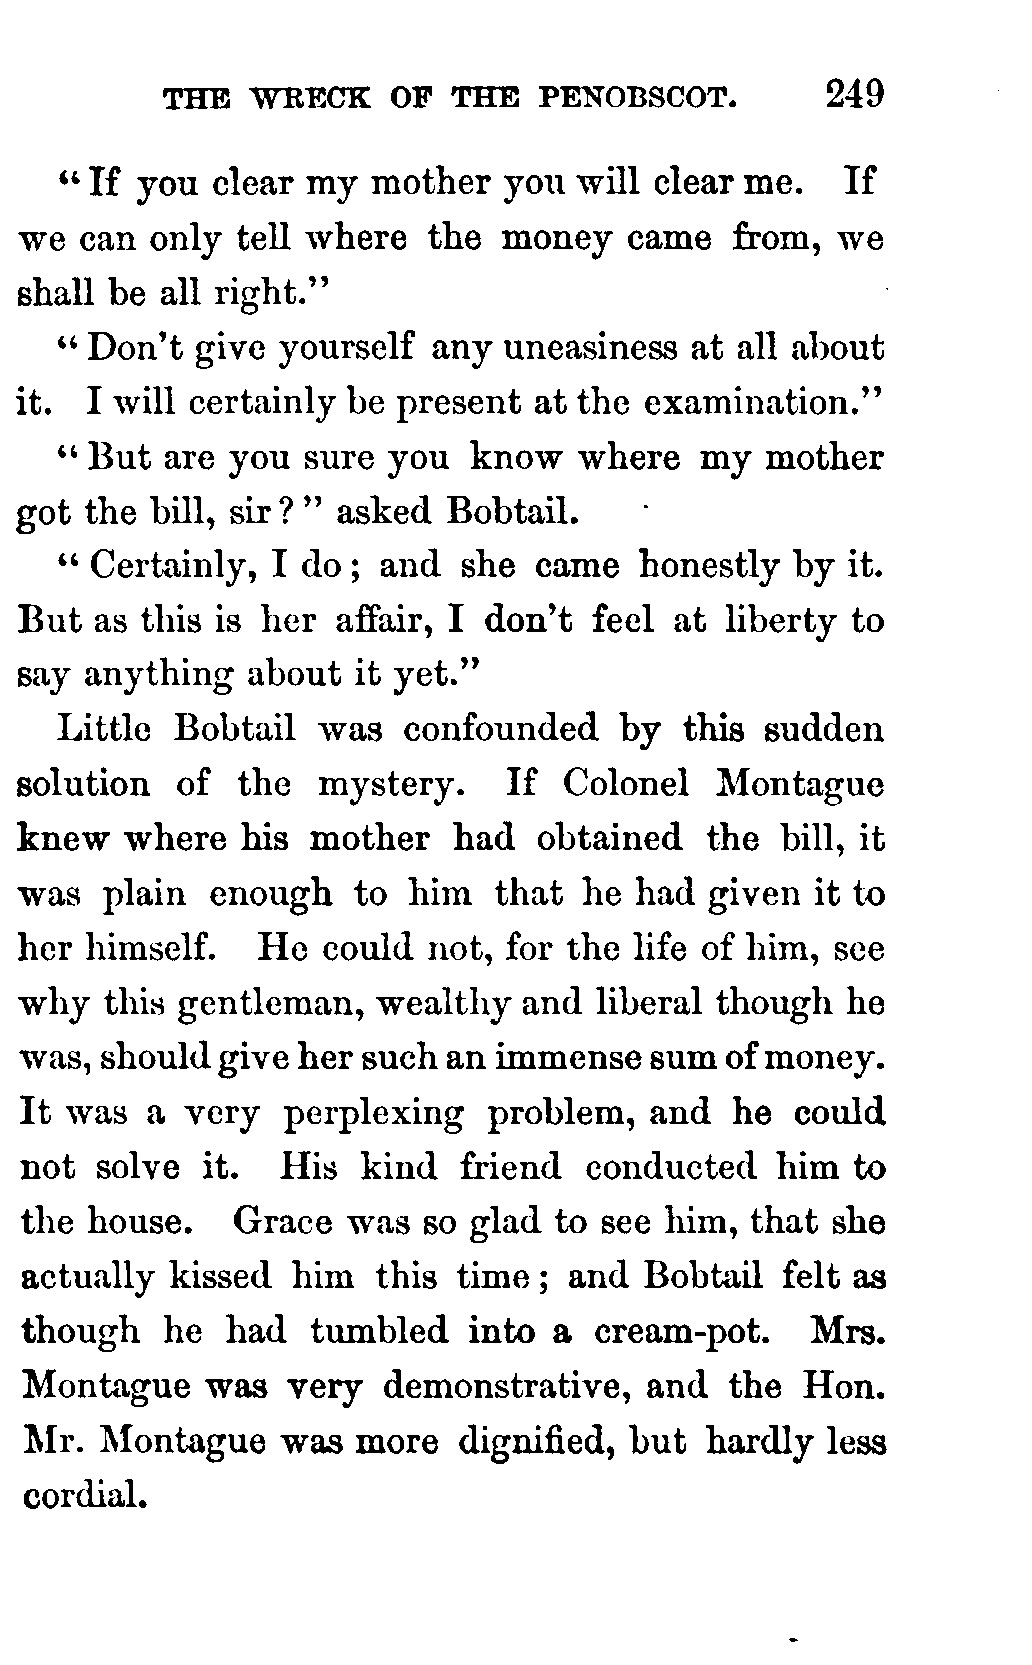 THE WRECK OF THE PENOBSCOT. 249
“ If you clear my mother you will clear me. If
we can only tell where the money came from, we
shall be all right.”
“ Don’t give yourself any uneasiness at all about
it. I will certainly be present at the examination.”
“ But are you sure you know where my mother
got the bill, sir? ” asked Bobtail.
“ Certainly, I do ; and she came honestly by it.
But as this is her affair, I don’t feel at liberty to
say anything about it yet.”
Little Bobtail was confounded by this sudden
solution of the mystery. If Colonel Montague
knew where his mother had obtained the bill, it
was plain enough to him that he had given it to
her himself. He could not, for the life of him, see
why this gentleman, wealthy and liberal though he
was, should give her such an immense sum of money.
It was a very perplexing problem, and he could
not solve it. His kind friend conducted him to
the house. Grace was so glad to see him, that she
actually kissed him this time ; and Bobtail felt as
though he had tumbled into a cream-pot. Mrs.
Montague was very demonstrative, and the Hon.
Mr. Montague was more dignified, but hardly less
cordial.